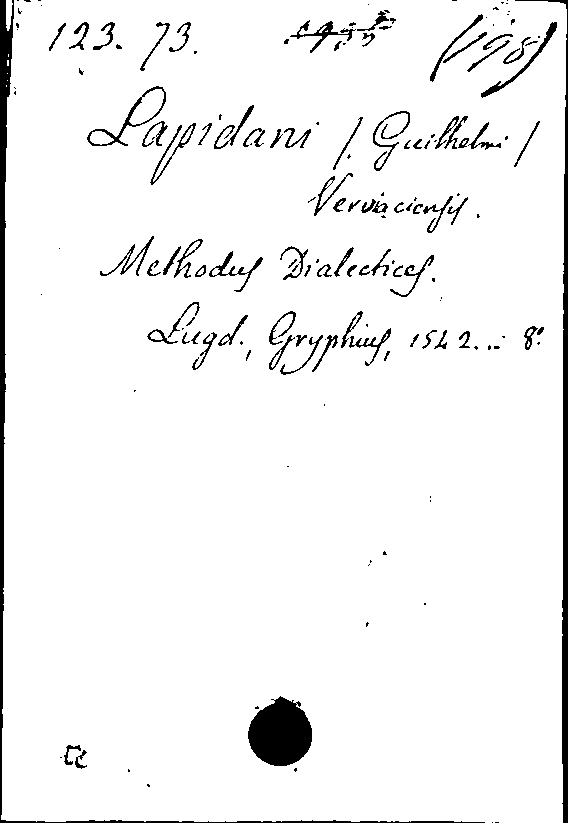 123. 73. (198)
Lapidani /. Guilhelmi /
Verviaciensis.
Methodus Dialectices.
Lugd., Gryphius, 1542. .. 8°.